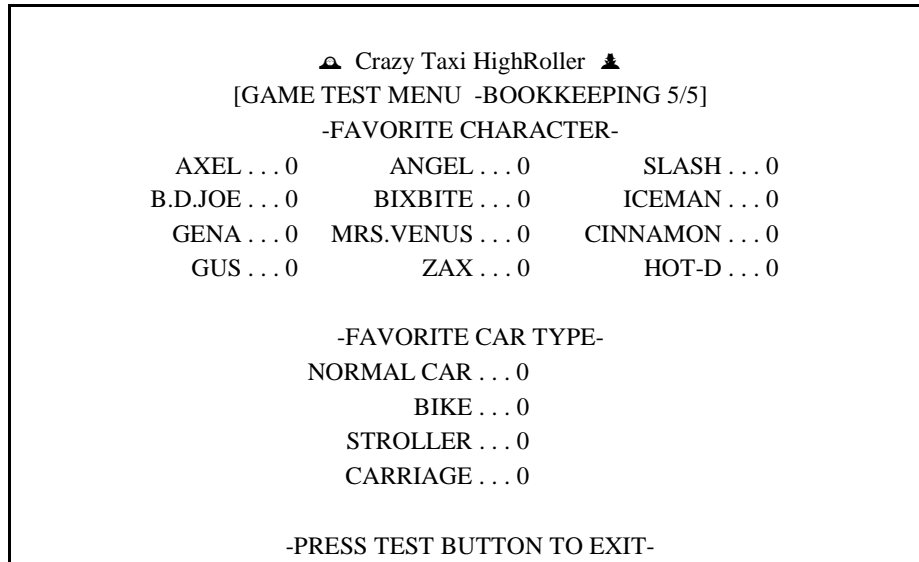 Crazy Taxi HighRoller
[GAME TEST MENU -BOOKKEEPING 5/5]
-FAVORITE CHARACTER-
AXEL . . . 0 ANGEL . . . 0 SLASH . . . 0
B.D.JOE . . . 0 BIXBITE . . . 0 ICEMAN . . . 0
GENA . . . 0 MRS.VENUS . . . 0 CINNAMON . . . 0
GUS . . . 0 ZAX . . . 0 HOT-D . . . 0
-FAVORITE CAR TYPE-
NORMAL CAR . . . 0
BIKE . . . 0
STROLLER . . . 0
CARRIAGE . . . 0
-PRESS TEST BUTTON TO EXIT-